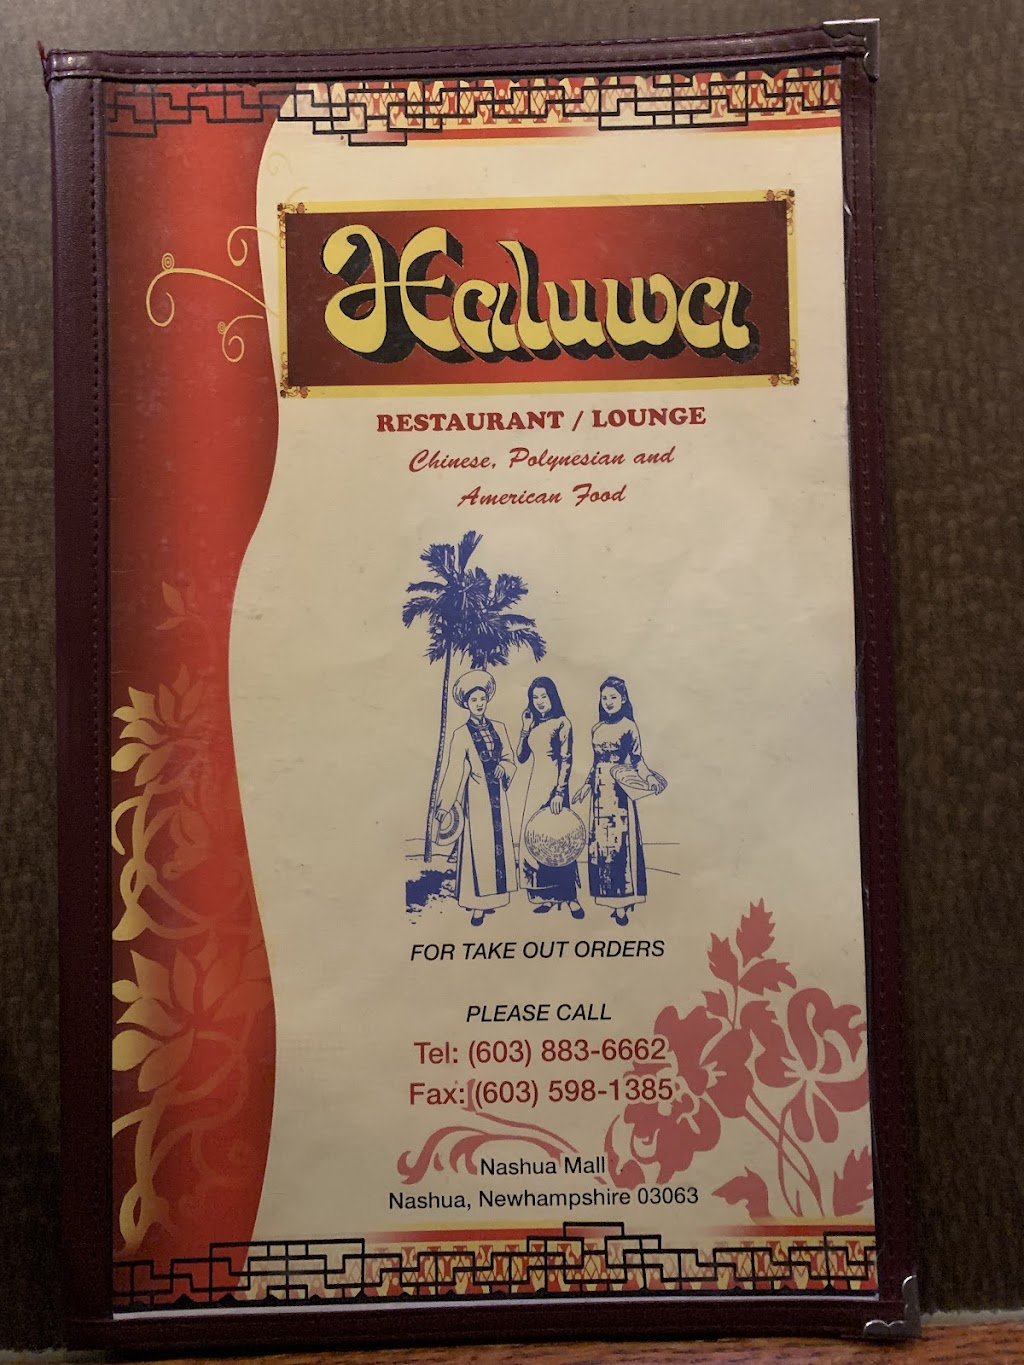 Haluwa
RESTAURANT / LOUNGE
Chinese, Polynesian and
American Food
FOR TAKE OUT ORDERS
PLEASE CALL
Tel: (603) 883-6662
Fax: (603) 598-1385
Nashua Mall
Nashua, Newhampshire 03063